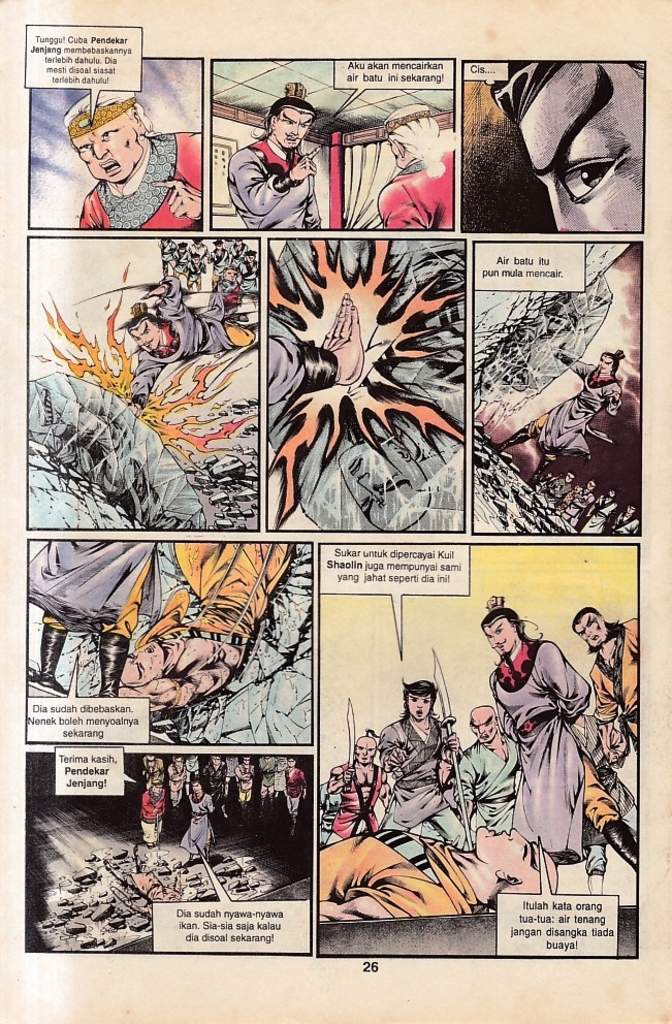 Tunggu! Cuba Pendekar
Jenjang membebaskannya
terlebih dahulu. Dia
mesti disoal siasat
terlebih dahulu!
Aku akan mencairkan
air batu ini sekarang!
Cis....
Air batu itu
pun mula mencair.
Dia sudah dibebaskan.
Nenek boleh menyoalnya
sekarang
Sukar untuk dipercayai Kuil
Shaolin juga mempunyai sami
yang jahat seperti dia ini!
Terima kasih,
Pendekar
Jenjang!
Dia sudah nyawa-nyawa
ikan. Sia-sia saja kalau
dia disoal sekarang!
Itulah kata orang
tua-tua: air tenang
jangan disangka tiada
buaya!
26